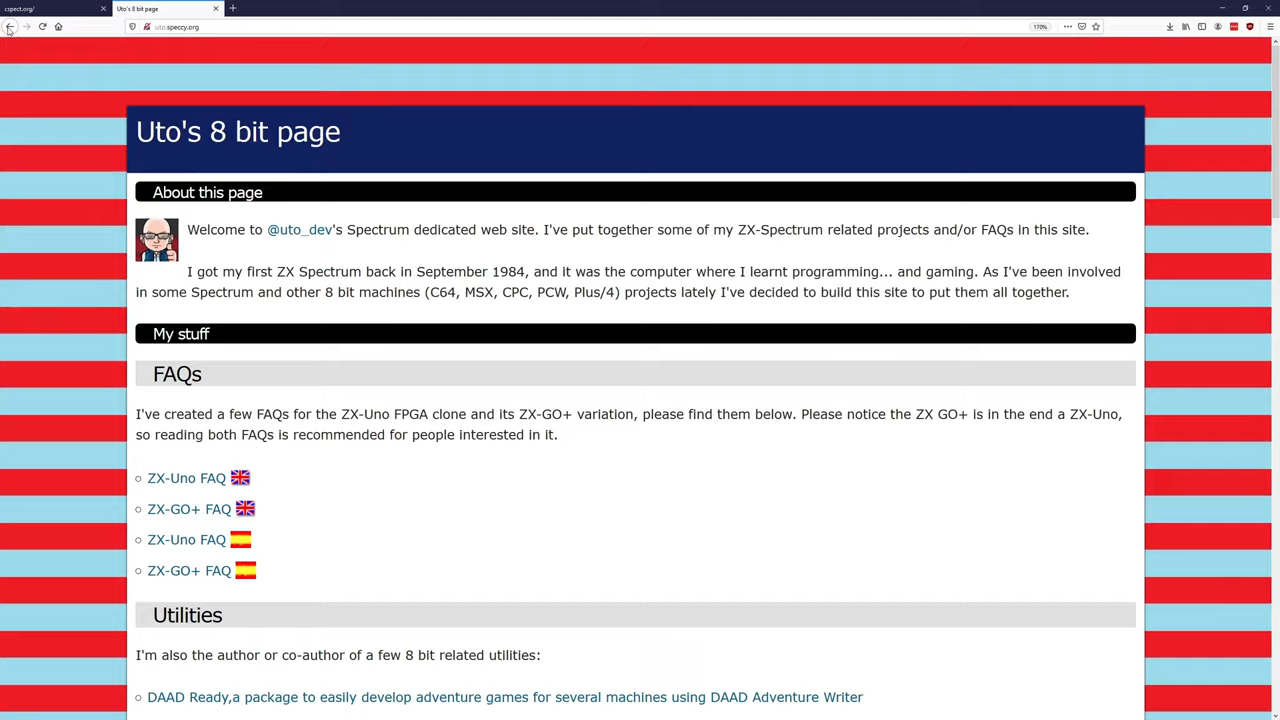 cspect.org/
Uto's 8 bit page
uto.speccy.org
170%
Uto's 8 bit page
About this page
Welcome to @uto_dev's Spectrum dedicated web site. I've put together some of my ZX-Spectrum related projects and/or FAQs in this site.
I got my first ZX Spectrum back in September 1984, and it was the computer where I learnt programming... and gaming. As I've been involved
in some Spectrum and other 8 bit machines (C64, MSX, CPC, PCW, Plus/4) projects lately I've decided to build this site to put them all together.
My stuff
FAQs
I've created a few FAQs for the ZX-Uno FPGA clone and its ZX-GO+ variation, please find them below. Please notice the ZX GO+ is in the end a ZX-Uno,
so reading both FAQs is recommended for people interested in it.
ZX-Uno FAQ
ZX-GO+ FAQ
ZX-Uno FAQ
ZX-GO+ FAQ
Utilities
I'm also the author or co-author of a few 8 bit related utilities:
DAAD Ready,a package to easily develop adventure games for several machines using DAAD Adventure Writer